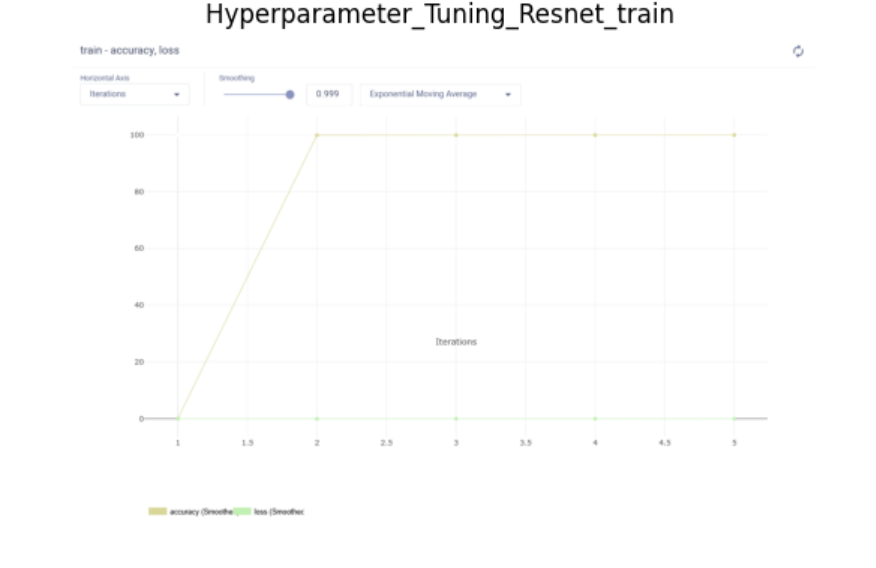 Hyperparameter_Tuning_Resnet_train
train - accuracy, loss
Horizontal Axis
Smoothing
Iterations
0.999
Exponential Moving Average
100
80
60
40
20
0
Iterations
1 1.5 2 2.5 3 3.5 4 4.5 5
accuracy (Smoothe loss (Smoothec